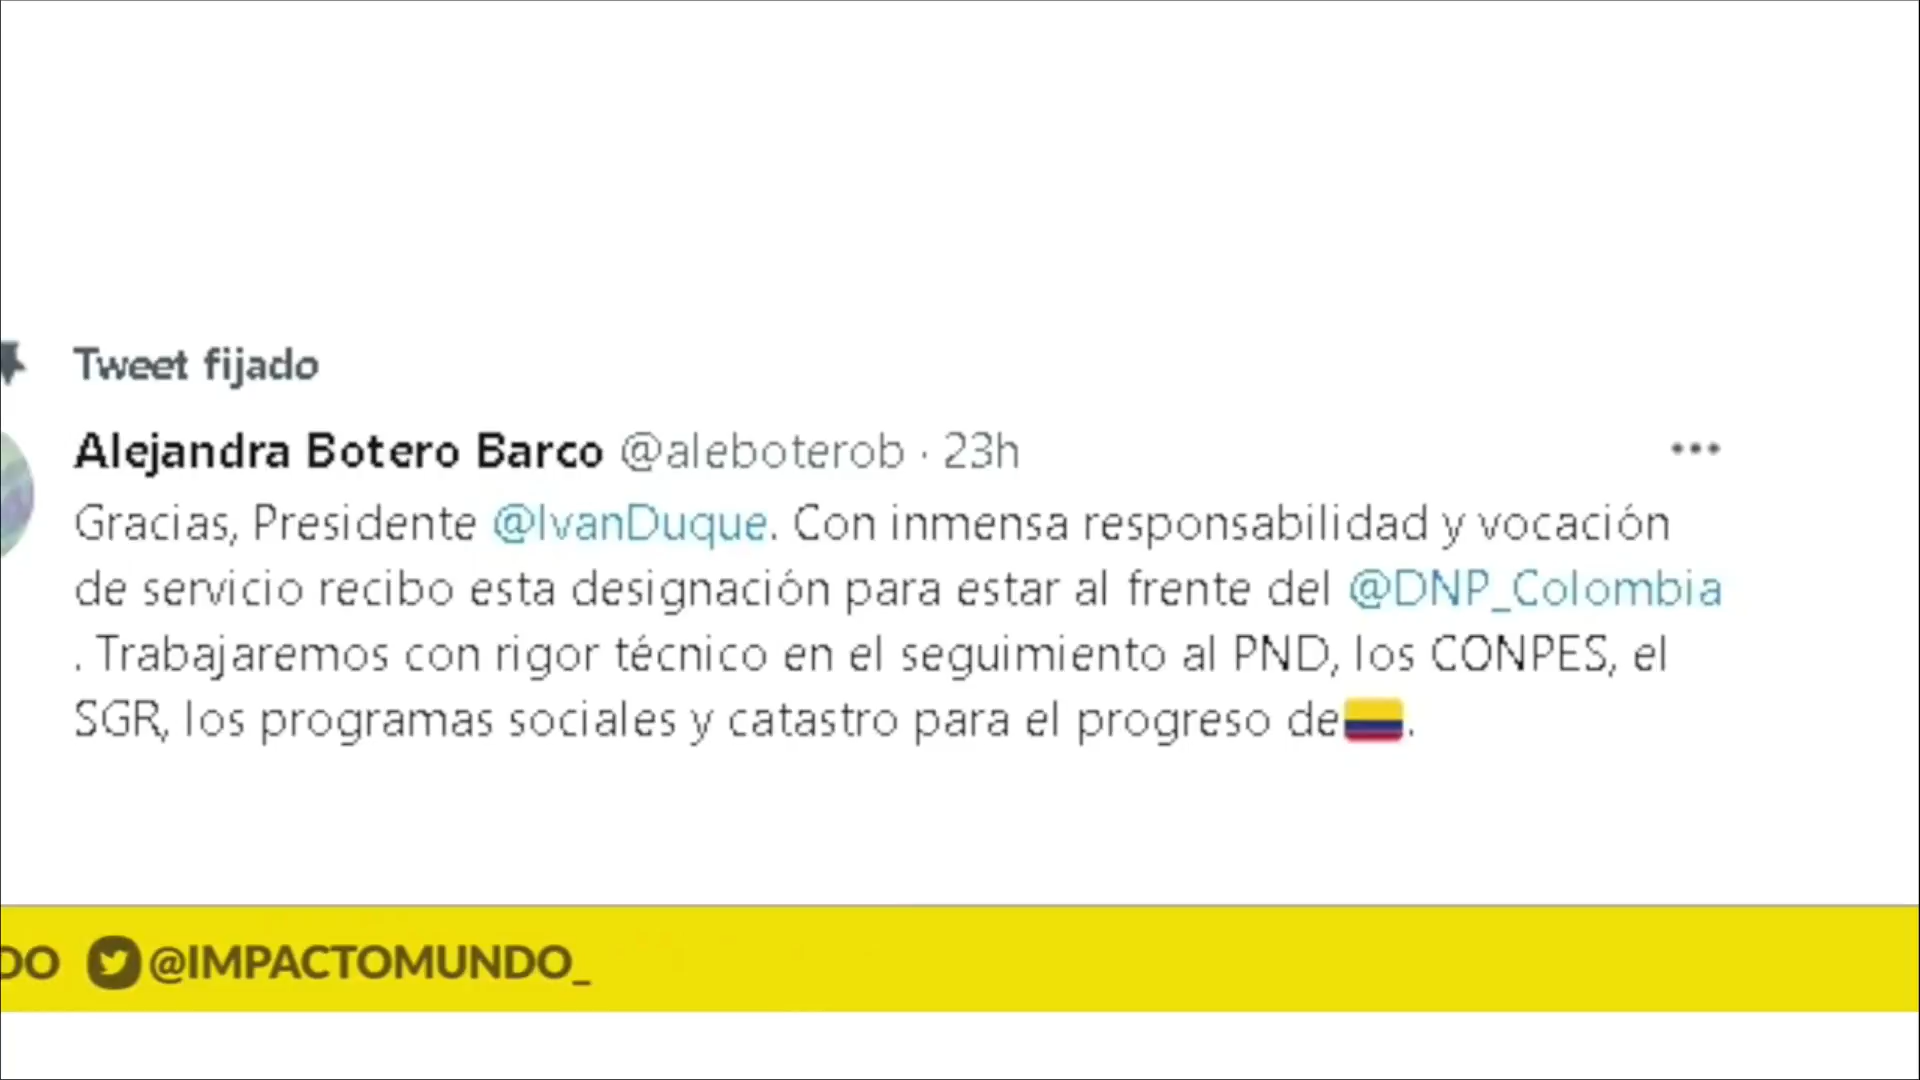 Tweet fijado
Alejandra Botero Barco @aleboterob · 23h
Gracias, Presidente @IvanDuque. Con inmensa responsabilidad y vocación
de servicio recibo esta designación para estar al frente del @DNP_Colombia
. Trabajaremos con rigor técnico en el seguimiento al PND, los CONPES, el
SGR, los programas sociales y catastro para el progreso de🇨🇴.
DO @IMPACTOMUNDO_